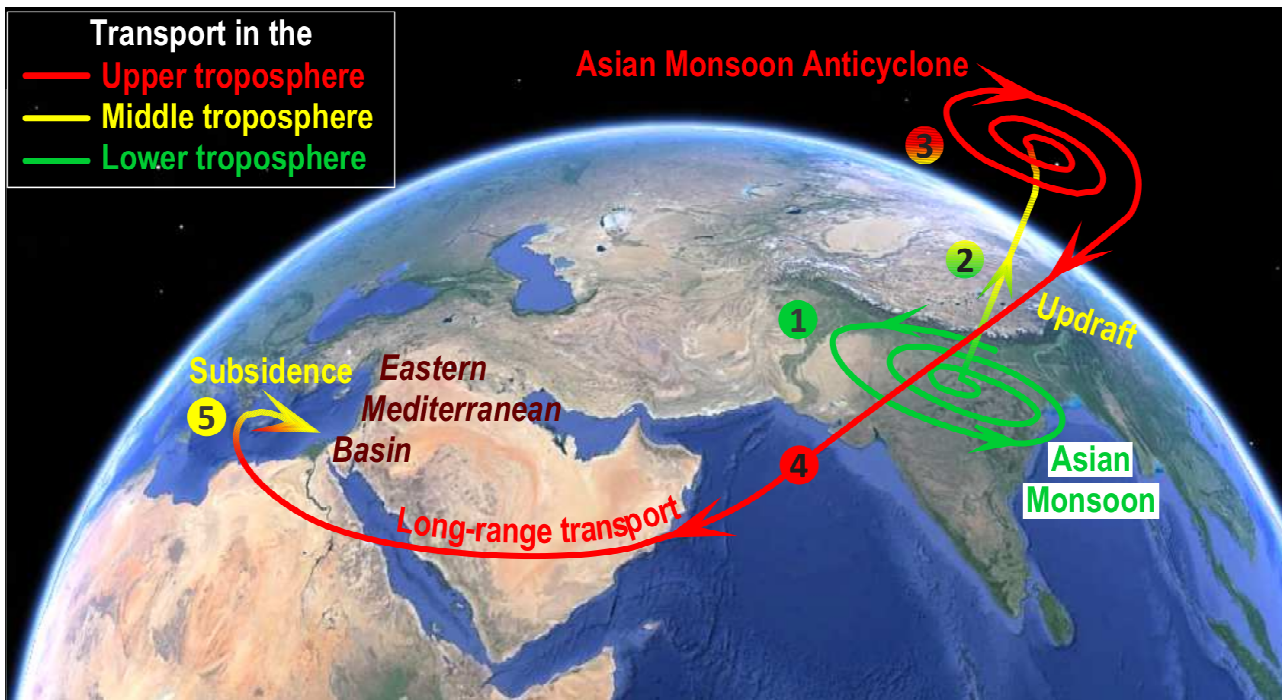 Transport in the
Upper troposphere
Middle troposphere
Lower troposphere
Asian Monsoon Anticyclone
3
2
Updraft
1
Subsidence
5
Eastern
Mediterranean
Basin
4
Asian
Monsoon
Long-range transport